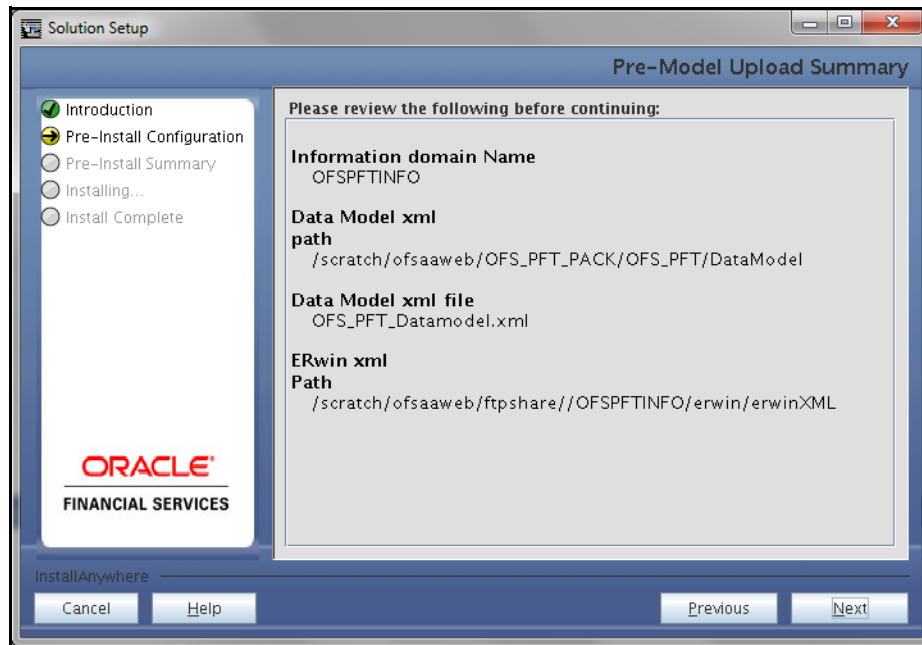 Solution Setup
Pre-Model Upload Summary
Introduction
Pre-Install Configuration
Pre-Install Summary
Installing...
Install Complete
ORACLE
FINANCIAL SERVICES
Please review the following before continuing:
Information domain Name
OFSPFTINFO
Data Model xml
path
/scratch/ofsaaweb/OFS_PFT_PACK/OFS_PFT/DataModel
Data Model xml file
OFS_PFT_Datamodel.xml
ERwin xml
Path
/scratch/ofsaaweb/ftpshare//OFSPFTINFO/erwin/erwinXML
InstallAnywhere
Cancel
Help
Previous
Next